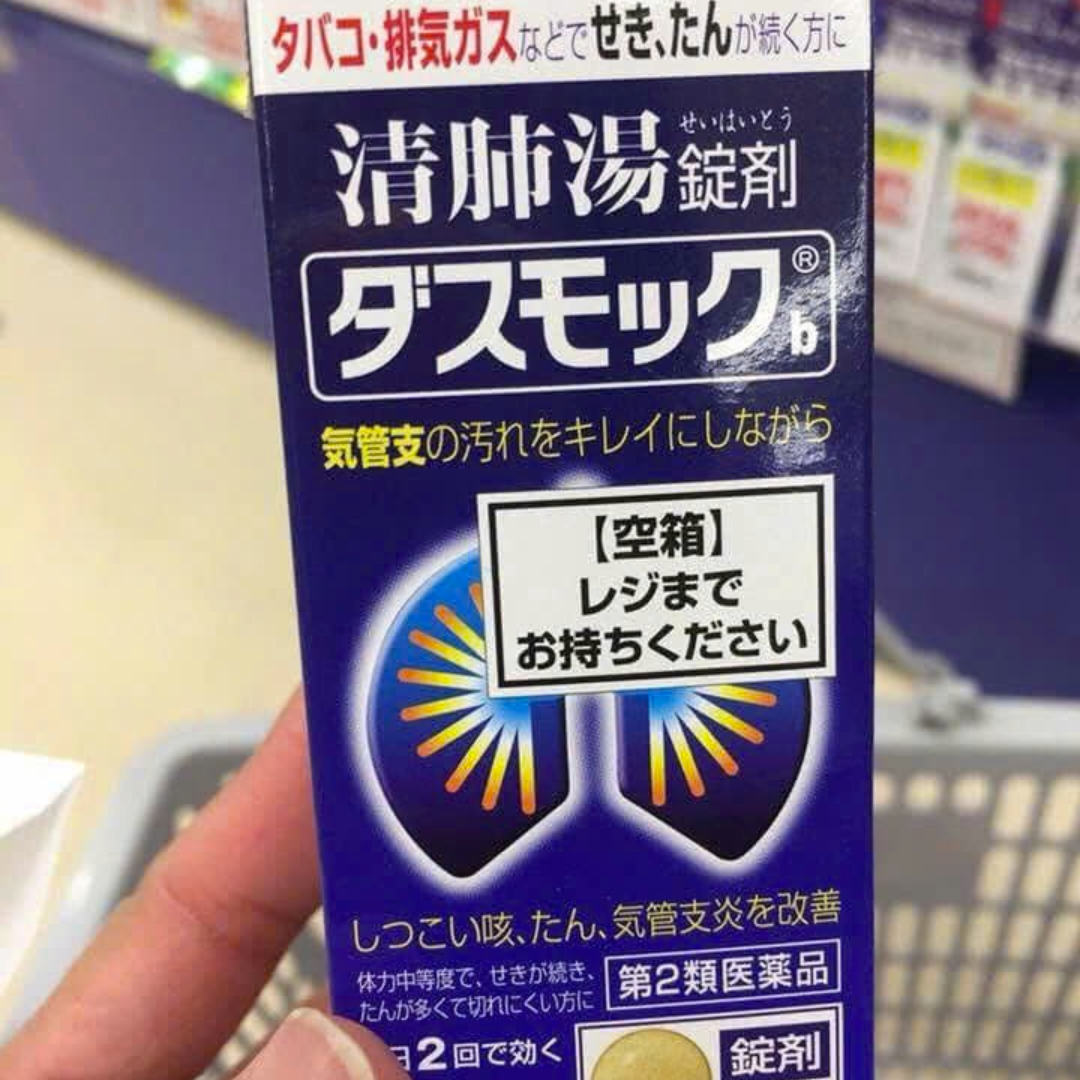 タバコ・排気ガスなどでせき、たんが続く方に
せいはいとう
清肺湯錠剤
ダスモック®b
気管支の汚れをキレイにしながら
【空箱】
レジまで
お持ちください
しつこい咳、たん、気管支炎を改善
体力中等度で、せきが続き、
たんが多くて切れにくい方に
第2類医薬品
日2回で効く
錠剤